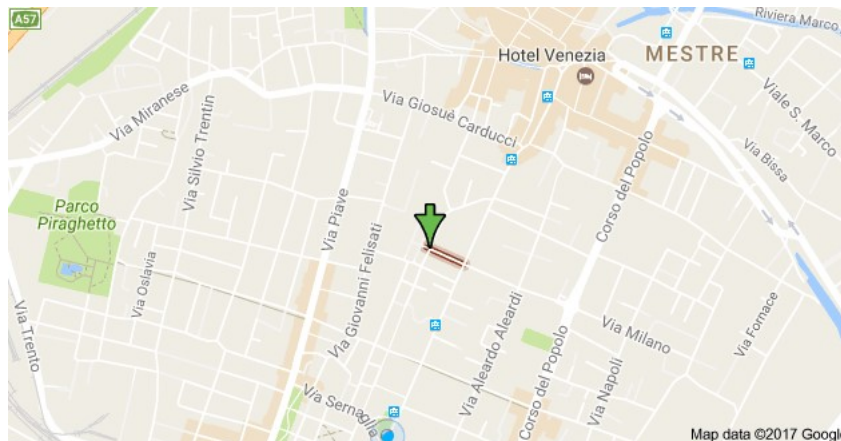 A57
Riviera Marco
Hotel Venezia
MESTRE
Via Miranese
Via Giosuè Carducci
Viale S. Marco
Via Bissa
Via Silvio Trentin
Corso del Popolo
Parco
Piraghetto
Via Piave
Via Giovanni Felisati
Via Oslavia
Via Trento
Via Aleardo Aleardi
Via Milano
Via Fornace
Corso del Popolo
Via Napoli
Via Sernaglia
Map data ©2017 Google